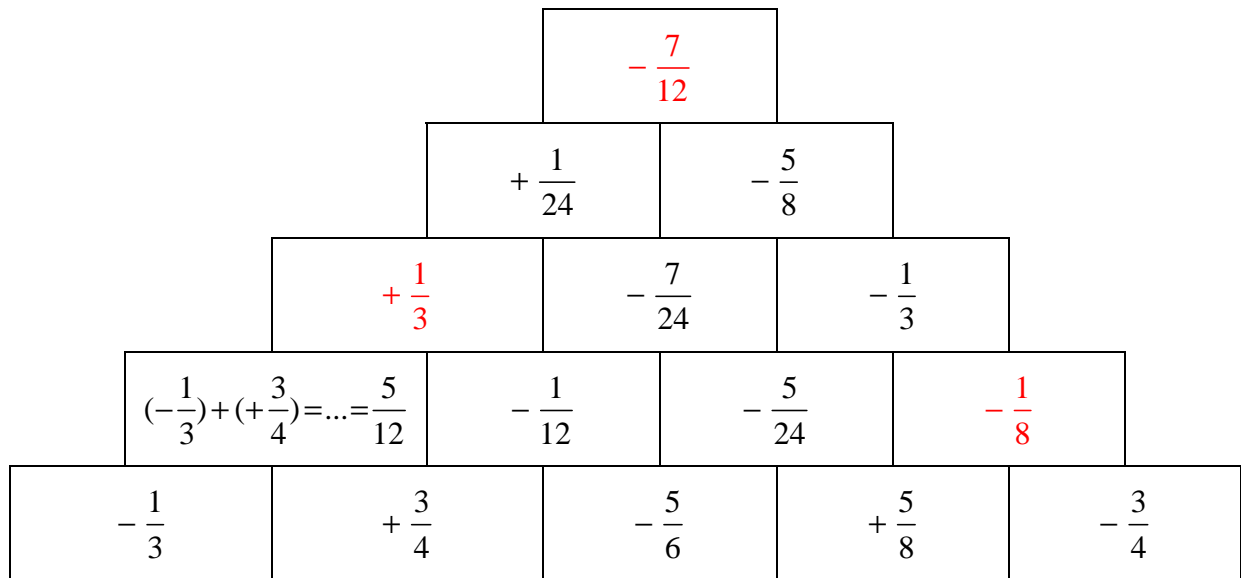 − 7/12
+ 1/24 − 5/8
+ 1/3 − 7/24 − 1/3
(−1/3)+(+3/4)=...=5/12 − 1/12 − 5/24 − 1/8
− 1/3 + 3/4 − 5/6 + 5/8 − 3/4